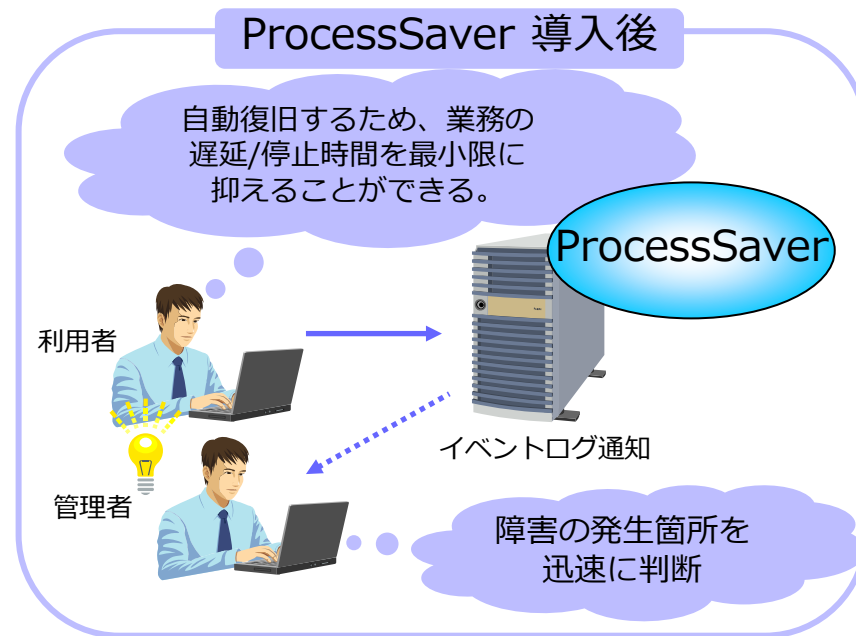 ProcessSaver 導入後
自動復旧するため、業務の
遅延/停止時間を最小限に
抑えることができる。
ProcessSaver
利用者
イベントログ通知
管理者
障害の発生箇所を
迅速に判断